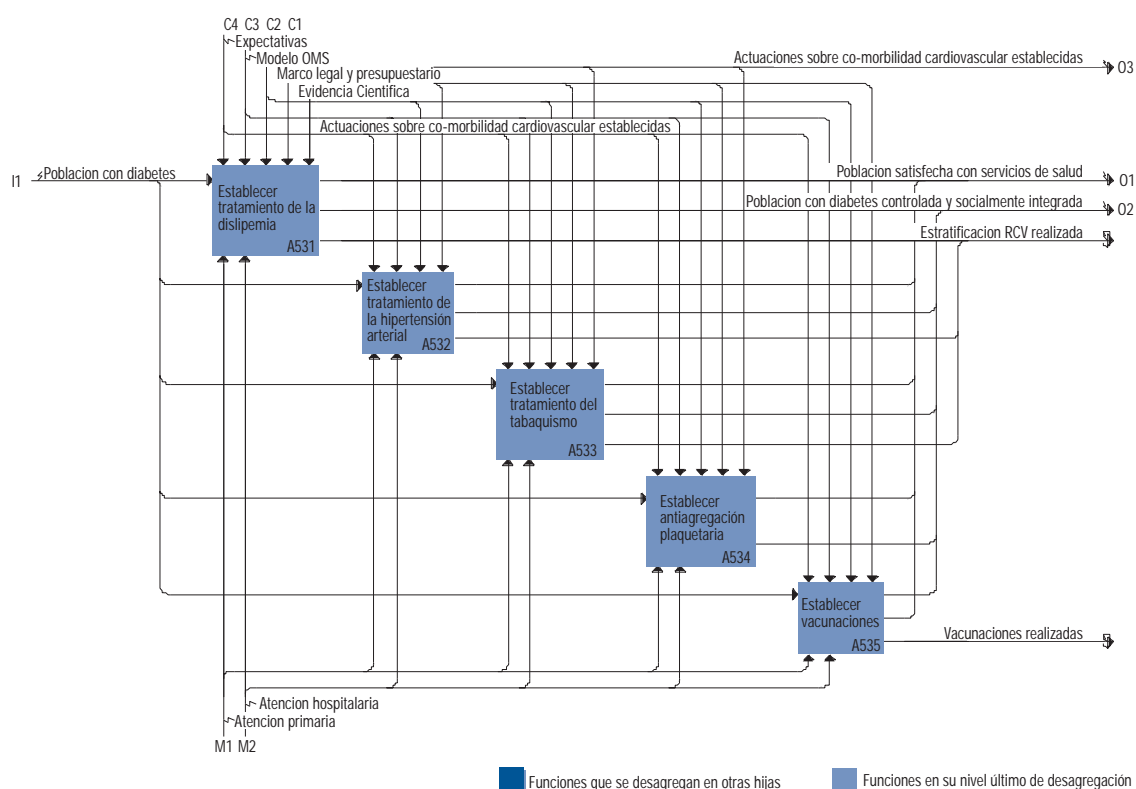 C4 C3 C2 C1
Expectativas
Modelo OMS
Actuaciones sobre co-morbilidad cardiovascular establecidas
O3
Marco legal y presupuestario
Evidencia Cientifica
Actuaciones sobre co-morbilidad cardiovascular establecidas
I1
Poblacion con diabetes
Poblacion satisfecha con servicios de salud
O1
Establecer
tratamiento de la
dislipemia
A531
Poblacion con diabetes controlada y socialmente integrada
O2
Estratificacion RCV realizada
Establecer
tratamiento de
la hipertensión
arterial
A532
Establecer
tratamiento del
tabaquismo
A533
Establecer
antiagregación
plaquetaria
A534
Establecer
vacunaciones
A535
Vacunaciones realizadas
Atencion hospitalaria
Atencion primaria
M1 M2
Funciones que se desagregan en otras hijas
Funciones en su nivel último de desagregación